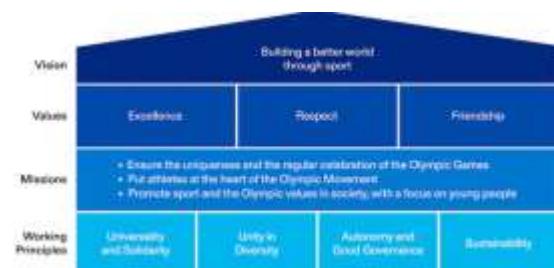 Vision
Building a better world
through sport
Values
Excellence
Respect
Friendship
Missions
• Ensure the uniqueness and the regular celebration of the Olympic Games
• Put athletes at the heart of the Olympic Movement
• Promote sport and the Olympic values in society, with a focus on young people
Working
Principles
Universality
and Solidarity
Unity in
Diversity
Autonomy and
Good Governance
Sustainability